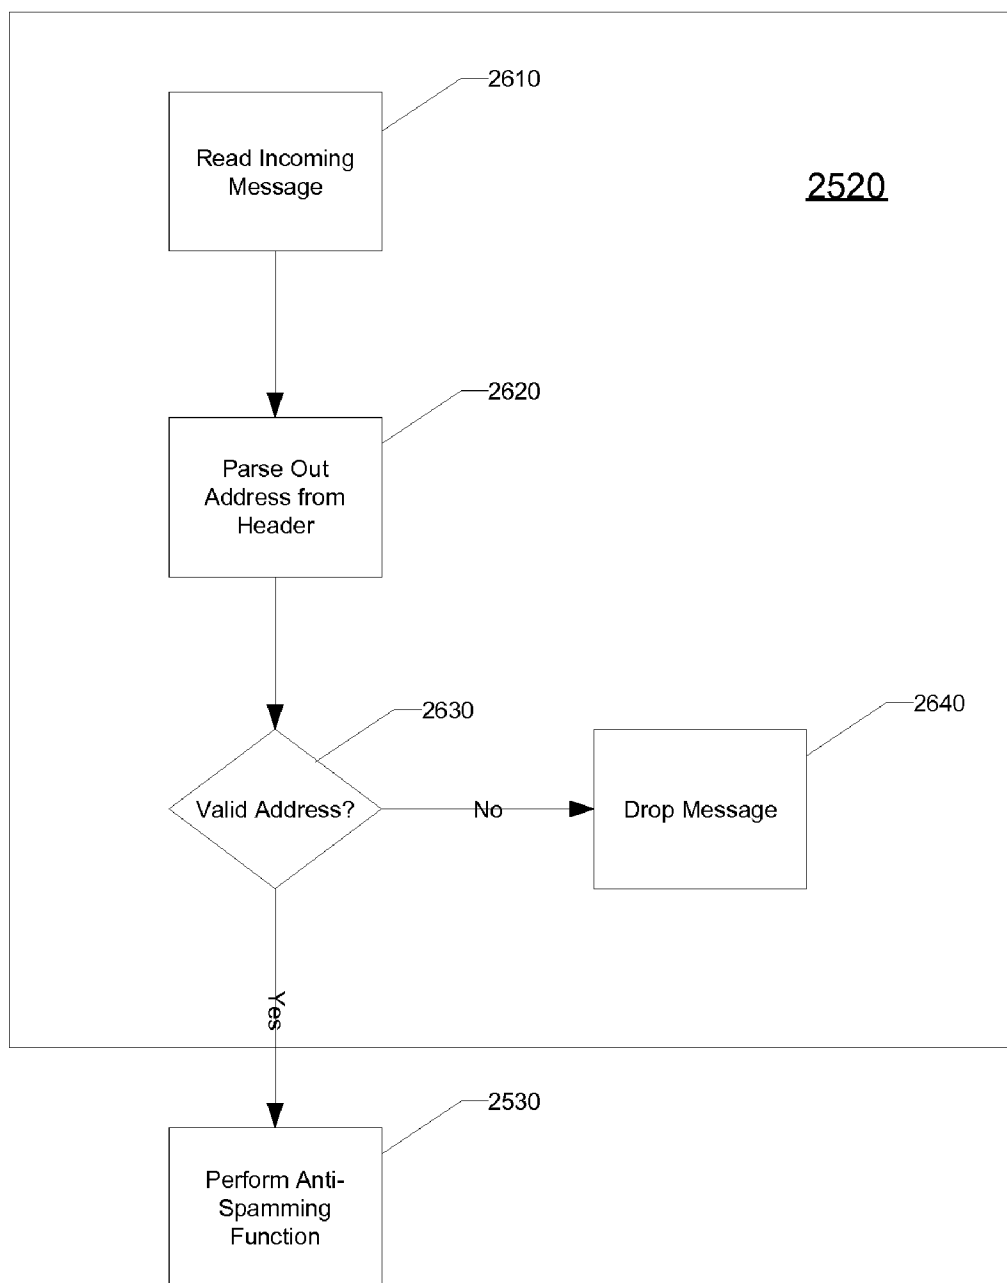 2610
Read Incoming
Message
2520
2620
Parse Out
Address from
Header
2630
2640
Valid Address?
No
Drop Message
Yes
2530
Perform Anti-
Spamming
Function